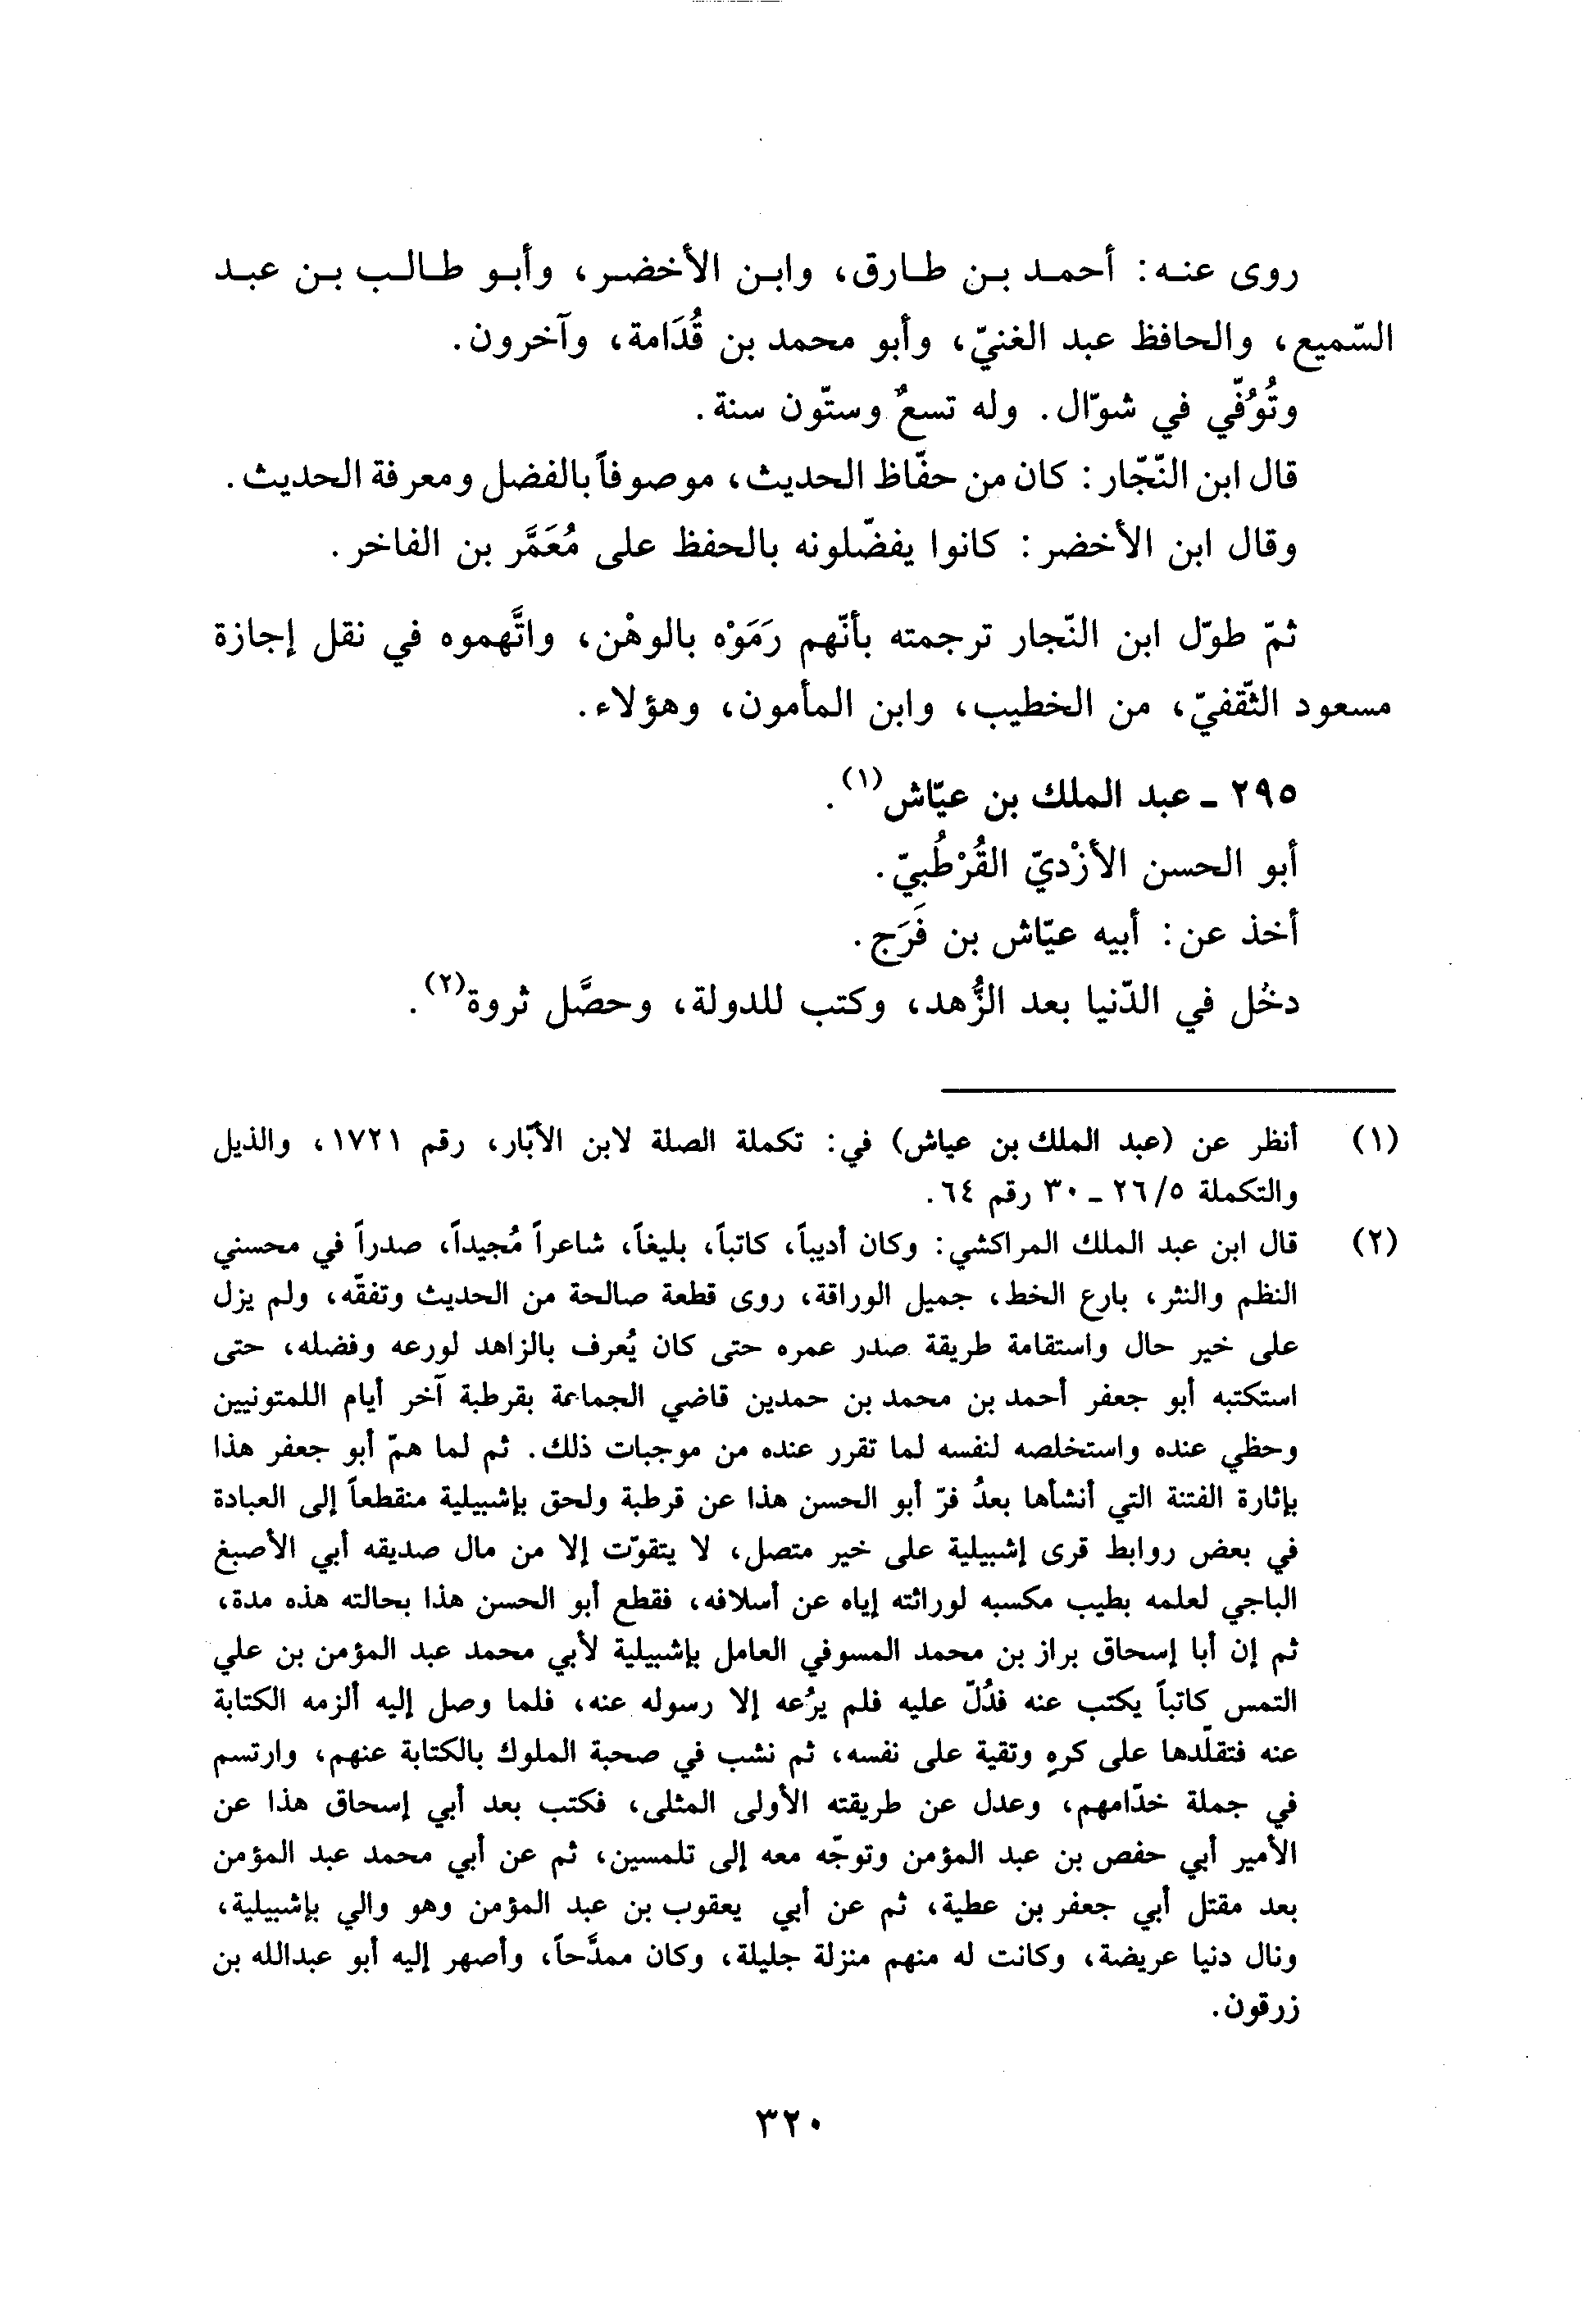 روى عنه: أحمد بن طارق، وابن الأخضر، وأبو طالب بن عبد
السّميع، والحافظ عبد الغنيّ، وأبو محمد بن قُدَامة، وآخرون.
وتُوُفّي في شوّال. وله تسعٌ وستّون سنة.
قال ابن النّجّار: كان من حفّاظ الحديث، موصوفاً بالفضل ومعرفة الحديث.
وقال ابن الأخضر: كانوا يفضّلونه بالحفظ على مُعَمَّر بن الفاخر.
ثمّ طوّل ابن النّجار ترجمته بأنّهم رَمَوْه بالوهْن، واتَّهموه في نقل إجازة
مسعود الثّقفيّ، من الخطيب، وابن المأمون، وهؤلاء.
٢٩٥ ـ عبد الملك بن عيّاش(١).
أبو الحسن الأزْديّ القُرْطُبيّ.
أخذ عن: أبيه عيّاش بن فَرَج.
دخُل في الدّنيا بعد الزُّهد، وكتب للدولة، وحصَّل ثروة(٢).
(١) أنظر عن (عبد الملك بن عياش) في: تكملة الصلة لابن الأبّار، رقم ١٧٢١، والذيل
والتكملة ٢٦/٥ ـ ٣٠ رقم ٦٤.
(٢) قال ابن عبد الملك المراكشي: وكان أديباً، كاتباً، بليغاً، شاعراً مُجيداً، صدراً في محسني
النظم والنثر، بارع الخط، جميل الوراقة، روى قطعة صالحة من الحديث وتفقّه، ولم يزل
على خير حال واستقامة طريقة صدر عمره حتى كان يُعرف بالزاهد لورعه وفضله، حتى
استكتبه أبو جعفر أحمد بن محمد بن حمدين قاضي الجماعة بقرطبة آخر أيام اللمتونيين
وحظي عنده واستخلصه لنفسه لما تقرر عنده من موجبات ذلك. ثم لما همّ أبو جعفر هذا
بإثارة الفتنة التي أنشأها بعدُ فرّ أبو الحسن هذا عن قرطبة ولحق بإشبيلية منقطعاً إلى العبادة
في بعض روابط قرى إشبيلية على خير متصل، لا يتقوّت إلا من مال صديقه أبي الأصبغ
الباجي لعلمه بطيب مكسبه لوراثته إياه عن أسلافه، فقطع أبو الحسن هذا بحالته هذه مدة،
ثم إن أبا إسحاق براز بن محمد المسوفي العامل بإشبيلية لأبي محمد عبد المؤمن بن علي
التمس كاتباً يكتب عنه فدُلّ عليه فلم يرُعه إلا رسوله عنه، فلما وصل إليه ألزمه الكتابة
عنه فتقلّدها على كرهٍ وتقية على نفسه، ثم نشب في صحبة الملوك بالكتابة عنهم، وارتسم
في جملة خدّامهم، وعدل عن طريقته الأولى المثلى، فكتب بعد أبي إسحاق هذا عن
الأمير أبي حفص بن عبد المؤمن وتوجّه معه إلى تلمسين، ثم عن أبي محمد عبد المؤمن
بعد مقتل أبي جعفر بن عطية، ثم عن أبي يعقوب بن عبد المؤمن وهو والي بإشبيلية،
ونال دنيا عريضة، وكانت له منهم منزلة جليلة، وكان ممدَّحاً، وأصهر إليه أبو عبدالله بن
زرقون.
٣٢٠